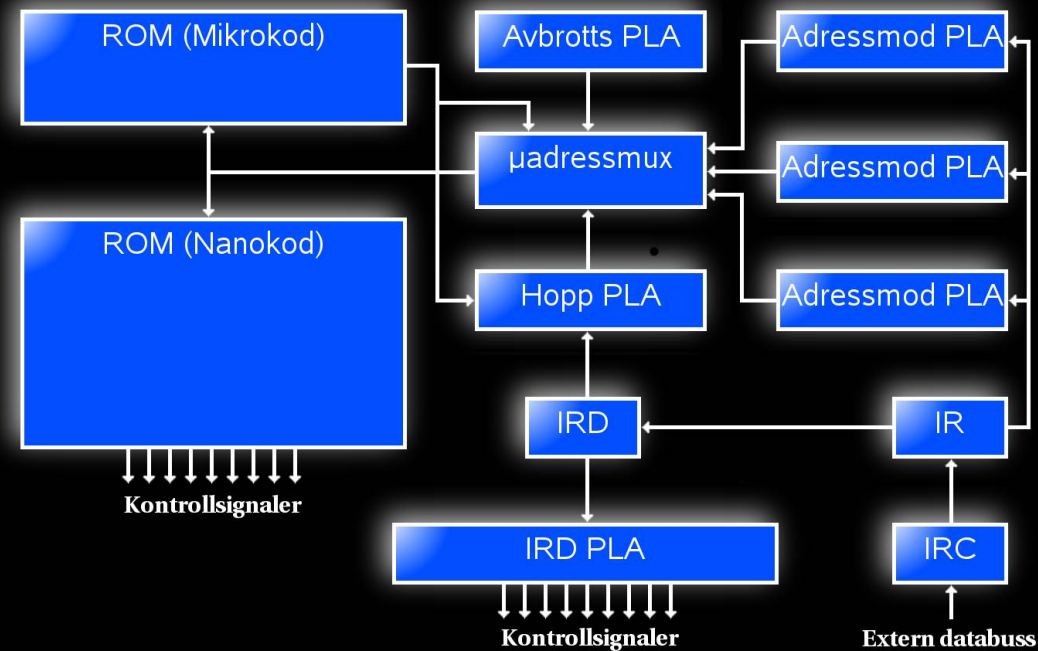 ROM (Mikrokod)
Avbrotts PLA
Adressmod PLA
µadressmux
Adressmod PLA
ROM (Nanokod)
Hopp PLA
Adressmod PLA
IRD
IR
Kontrollsignaler
IRD PLA
IRC
Kontrollsignaler
Extern databuss